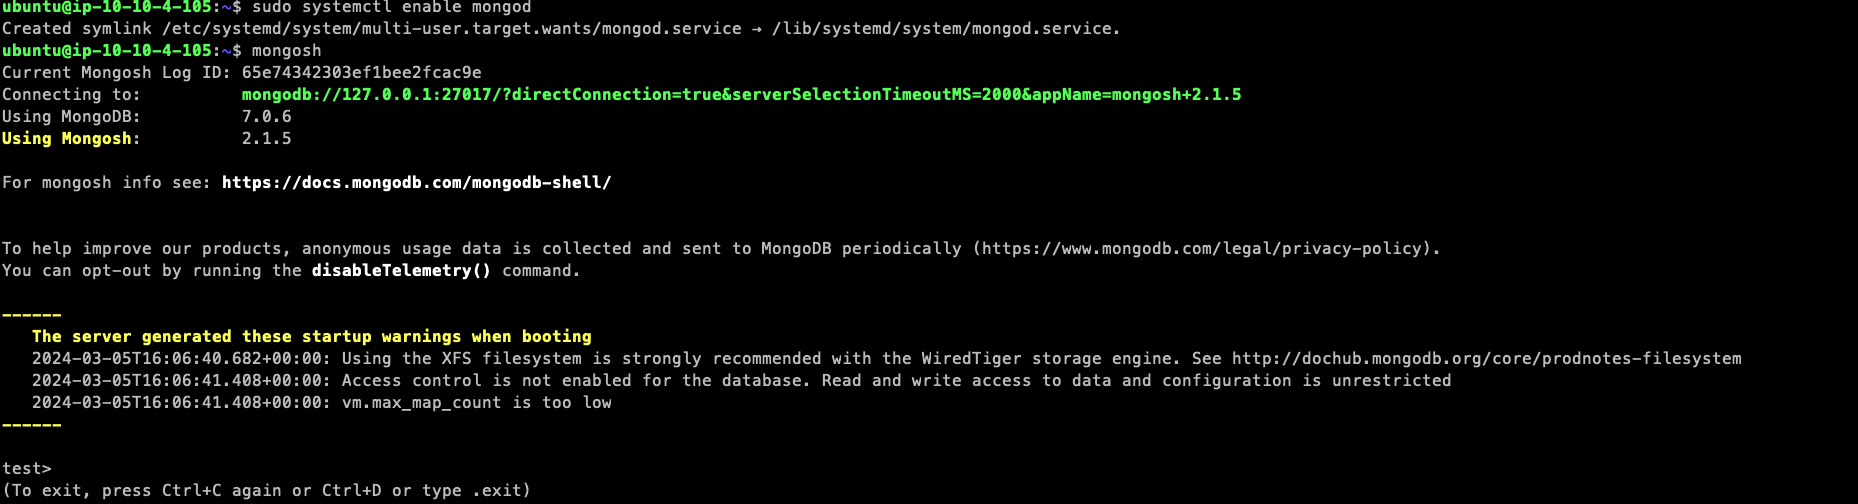 ubuntu@ip-10-10-4-105:~$ sudo systemctl enable mongod
Created symlink /etc/systemd/system/multi-user.target.wants/mongod.service → /lib/systemd/system/mongod.service.
ubuntu@ip-10-10-4-105:~$ mongosh
Current Mongosh Log ID: 65e74342303ef1bee2fcac9e
Connecting to:          mongodb://127.0.0.1:27017/?directConnection=true&serverSelectionTimeoutMS=2000&appName=mongosh+2.1.5
Using MongoDB:          7.0.6
Using Mongosh:          2.1.5
For mongosh info see: https://docs.mongodb.com/mongodb-shell/
To help improve our products, anonymous usage data is collected and sent to MongoDB periodically (https://www.mongodb.com/legal/privacy-policy).
You can opt-out by running the disableTelemetry() command.
------
   The server generated these startup warnings when booting
   2024-03-05T16:06:40.682+00:00: Using the XFS filesystem is strongly recommended with the WiredTiger storage engine. See http://dochub.mongodb.org/core/prodnotes-filesystem
   2024-03-05T16:06:41.408+00:00: Access control is not enabled for the database. Read and write access to data and configuration is unrestricted
   2024-03-05T16:06:41.408+00:00: vm.max_map_count is too low
------
test>
(To exit, press Ctrl+C again or Ctrl+D or type .exit)